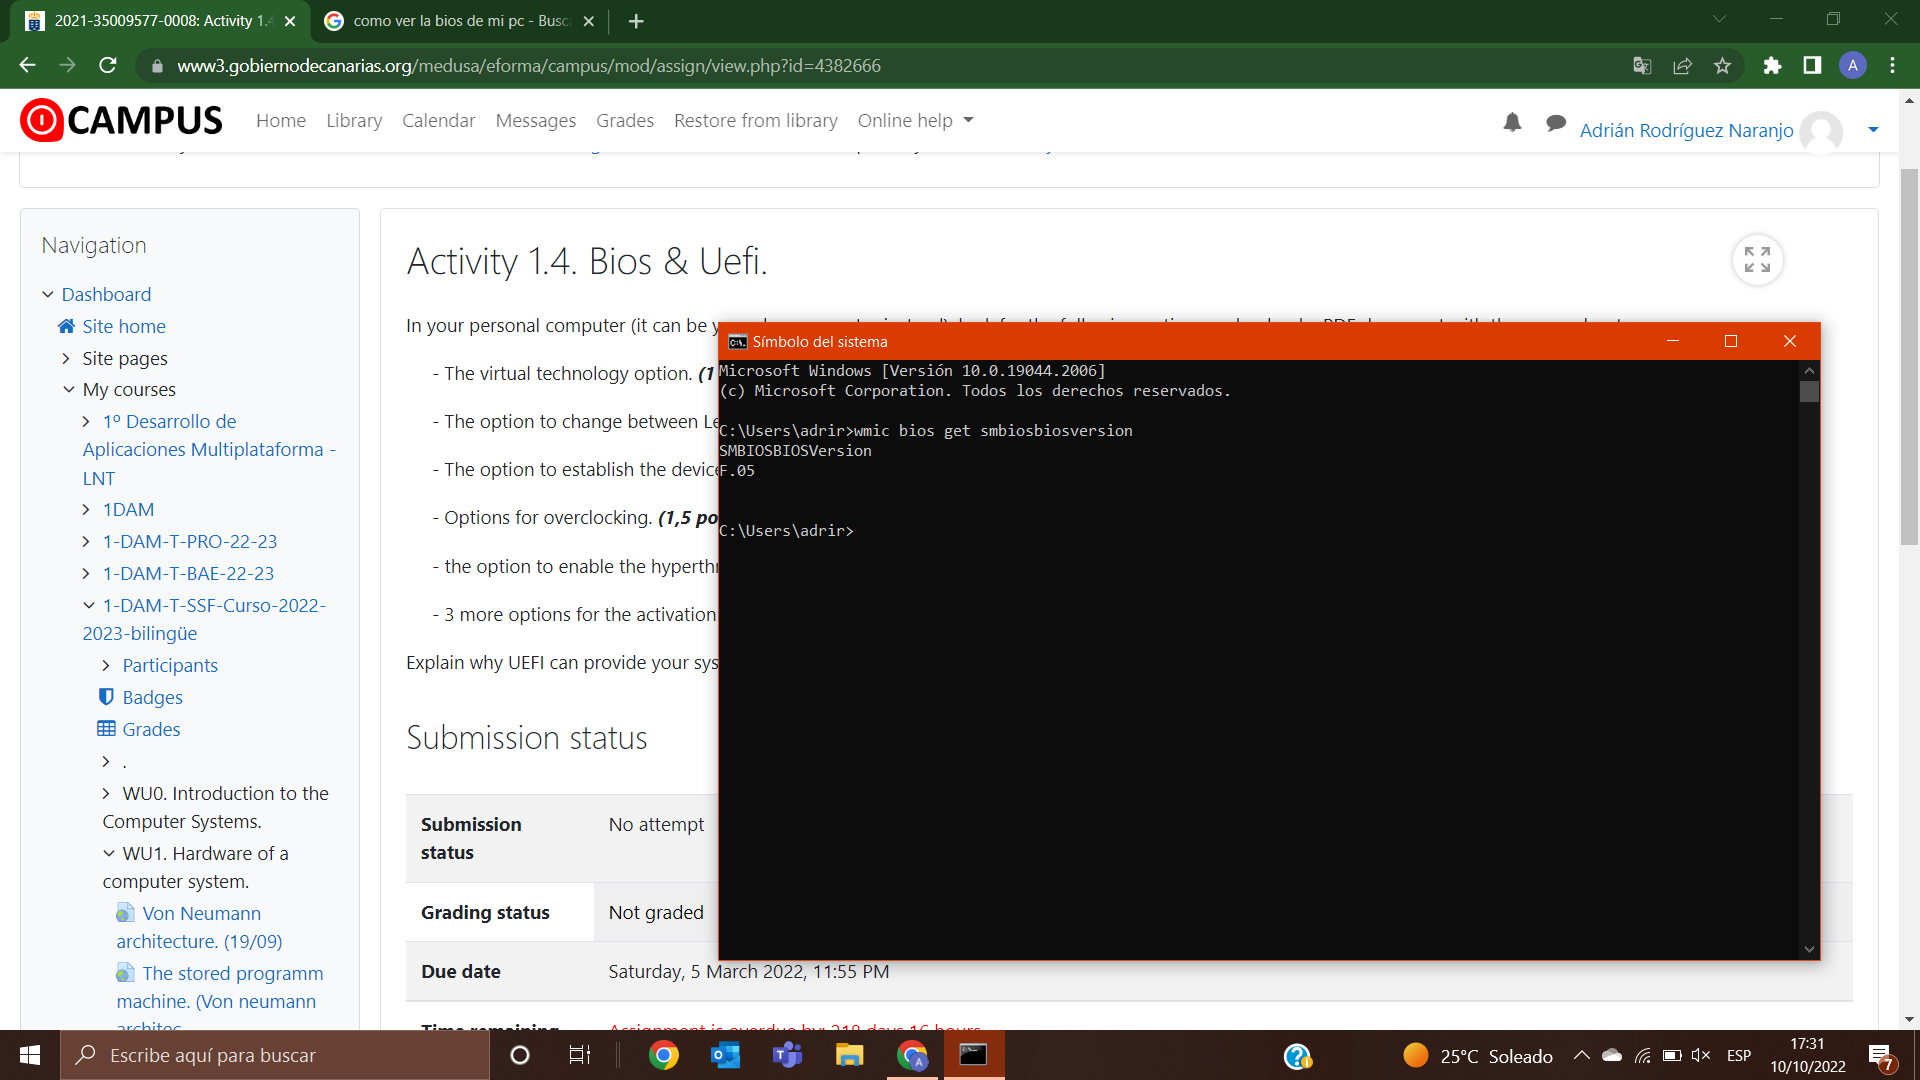 2021-35009577-0008: Activity 1.4
como ver la bios de mi pc - Busc
www3.gobiernodecanarias.org/medusa/eforma/campus/mod/assign/view.php?id=4382666
A
CAMPUS
Home Library Calendar Messages Grades Restore from library Online help
Adrián Rodríguez Naranjo
Navigation
Dashboard
Site home
Site pages
My courses
1º Desarrollo de
Aplicaciones Multiplataforma -
LNT
1DAM
1-DAM-T-PRO-22-23
1-DAM-T-BAE-22-23
1-DAM-T-SSF-Curso-2022-
2023-bilingüe
Participants
Badges
Grades
.
WU0. Introduction to the
Computer Systems.
WU1. Hardware of a
computer system.
Von Neumann
architecture. (19/09)
The stored programm
machine. (Von neumann
architec
Activity 1.4. Bios & Uefi.
In your personal computer (it can be
- The virtual technology option. (1
- The option to change between Le
- The option to establish the device
- Options for overclocking. (1,5 po
- the option to enable the hyperthr
- 3 more options for the activation
Explain why UEFI can provide your sys
Submission status
Submission
status
No attempt
Grading status
Not graded
Due date
Saturday, 5 March 2022, 11:55 PM
Time remaining
Assignment is overdue by: 218 days 16 hours
Símbolo del sistema
Microsoft Windows [Versión 10.0.19044.2006]
(c) Microsoft Corporation. Todos los derechos reservados.
C:\Users\adrir>wmic bios get smbiosbiosversion
SMBIOSBIOSVersion
F.05
C:\Users\adrir>
Escribe aquí para buscar
25°C Soleado
ESP
17:31
10/10/2022
7